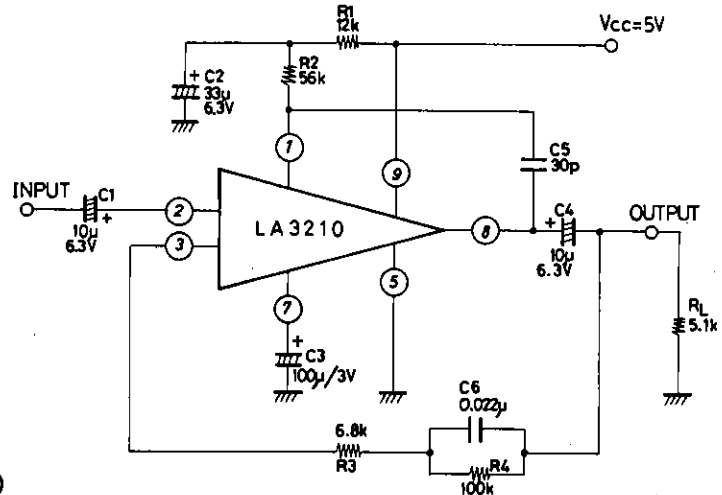 R1
12k
Vcc=5V
R2
56k
+ C2
33μ
6.3V
1
9
C5
30p
INPUT
C1
+
10μ
6.3V
2
3
LA3210
8
+ C4
10μ
6.3V
OUTPUT
5
7
+
C3
100μ/3V
RL
5.1k
C6
0.022μ
6.8k
R3
R4
100k
)